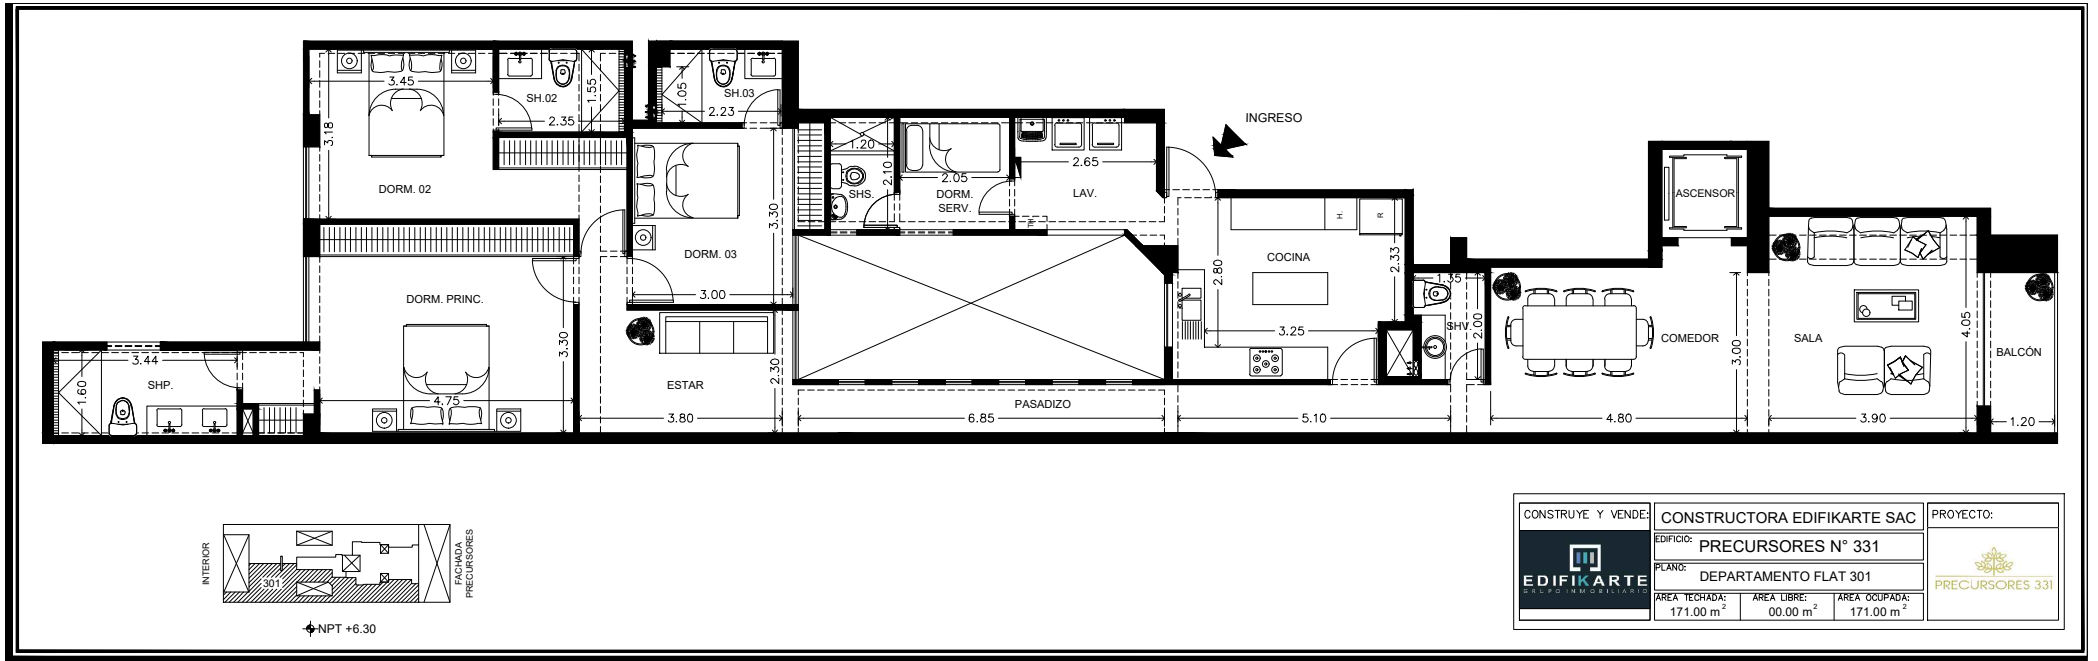 3.45
3.18
DORM. 02
SH.02
2.35
1.55
1.05
2.23
SH.03
DORM. 03
3.00
3.30
1.20
2.10
SHS.
2.05
DORM.
SERV.
2.65
LAV.
TE
INGRESO
COCINA
H.
R
2.80
2.33
3.25
1.35
2.00
SHV.
ASCENSOR
COMEDOR
3.00
SALA
4.05
BALCÓN
DORM. PRINC.
3.30
4.75
3.44
SHP.
1.60
ESTAR
2.30
3.80
PASADIZO
6.85
5.10
4.80
3.90
1.20
INTERIOR
301
FACHADA
PRECURSORES
NPT +6.30
CONSTRUYE Y VENDE:
EDIFIKARTE
GRUPO INMOBILIARIO
CONSTRUCTORA EDIFIKARTE SAC
EDIFICIO: PRECURSORES N° 331
PLANO:
DEPARTAMENTO FLAT 301
AREA TECHADA:
171.00 m²
AREA LIBRE:
00.00 m²
AREA OCUPADA:
171.00 m²
PROYECTO:
PRECURSORES 331